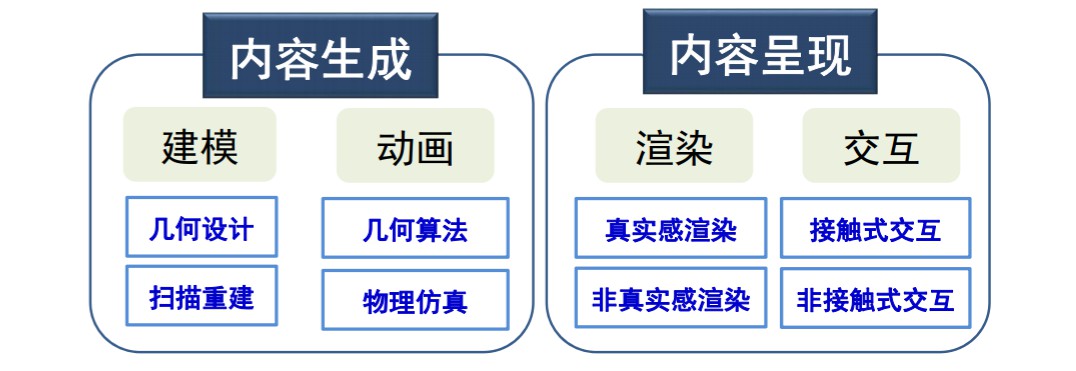 内容生成
内容呈现
建模
动画
渲染
交互
几何设计
几何算法
真实感渲染
接触式交互
扫描重建
物理仿真
非真实感渲染
非接触式交互